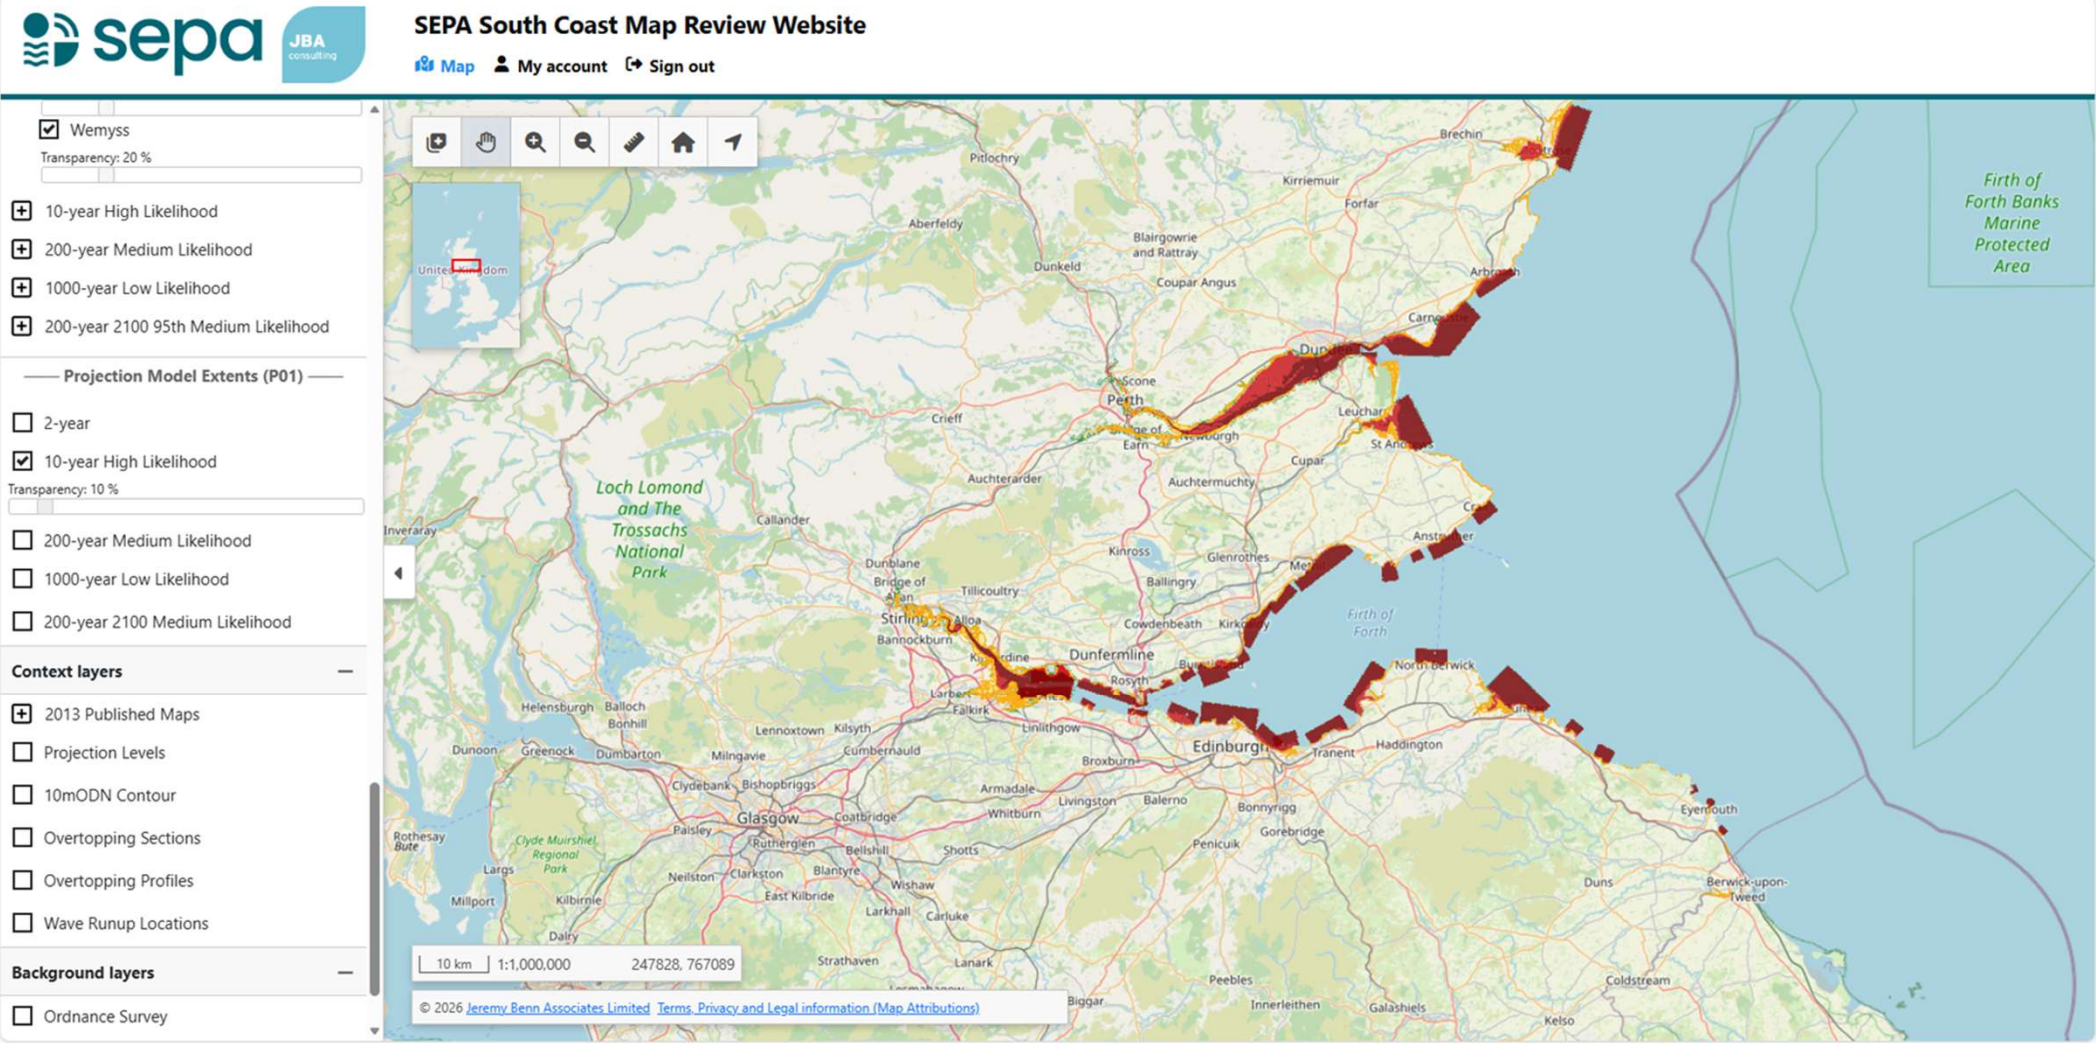 sepa
JBA
consulting
SEPA South Coast Map Review Website
Map My account Sign out
Wemyss
Transparency: 20 %
10-year High Likelihood
200-year Medium Likelihood
1000-year Low Likelihood
200-year 2100 95th Medium Likelihood
Projection Model Extents (P01)
2-year
10-year High Likelihood
Transparency: 10 %
200-year Medium Likelihood
1000-year Low Likelihood
200-year 2100 Medium Likelihood
Context layers
2013 Published Maps
Projection Levels
10mODN Contour
Overtopping Sections
Overtopping Profiles
Wave Runup Locations
Background layers
Ordnance Survey
United Kingdom
Pitlochry
Brechin
Kirriemuir
Forfar
Aberfeldy
Blairgowrie
and Rattray
Dunkeld
Coupar Angus
Arbroath
Carnoustie
Dundee
Scone
Perth
Bridge of
Earn
Newburgh
Leuchars
St Andrews
Crieff
Cupar
Auchterarder
Auchtermuchty
Loch Lomond
and The
Trossachs
National
Park
Callander
Inveraray
Anstruther
Kinross
Glenrothes
Dunblane
Bridge of
Allan
Tillicoultry
Ballingry
Stirling
Alloa
Cowdenbeath
Kirkcaldy
Firth of
Forth
Bannockburn
Kincardine
Dunfermline
Burntisland
North Berwick
Rosyth
Larbert
Falkirk
Linlithgow
Helensburgh
Balloch
Bonhill
Lennoxtown
Kilsyth
Dunoon
Greenock
Dumbarton
Milngavie
Cumbernauld
Broxburn
Edinburgh
Tranent
Haddington
Clydebank
Bishopbriggs
Armadale
Livingston
Balerno
Bonnyrigg
Eyemouth
Glasgow
Coatbridge
Whitburn
Paisley
Rutherglen
Bellshill
Shotts
Gorebridge
Penicuik
Rothesay
Bute
Clyde Muirshiel
Regional
Park
Largs
Neilston
Clarkston
Blantyre
Wishaw
Duns
Berwick-upon-
Tweed
Millport
Kilbirnie
East Kilbride
Larkhall
Carluke
Dalry
Strathaven
Lanark
Peebles
Coldstream
Biggar
Innerleithen
Galashiels
Kelso
Firth of
Forth Banks
Marine
Protected
Area
10 km 1:1,000,000 247828, 767089
© 2026 Jeremy Benn Associates Limited Terms, Privacy and Legal information (Map Attributions)